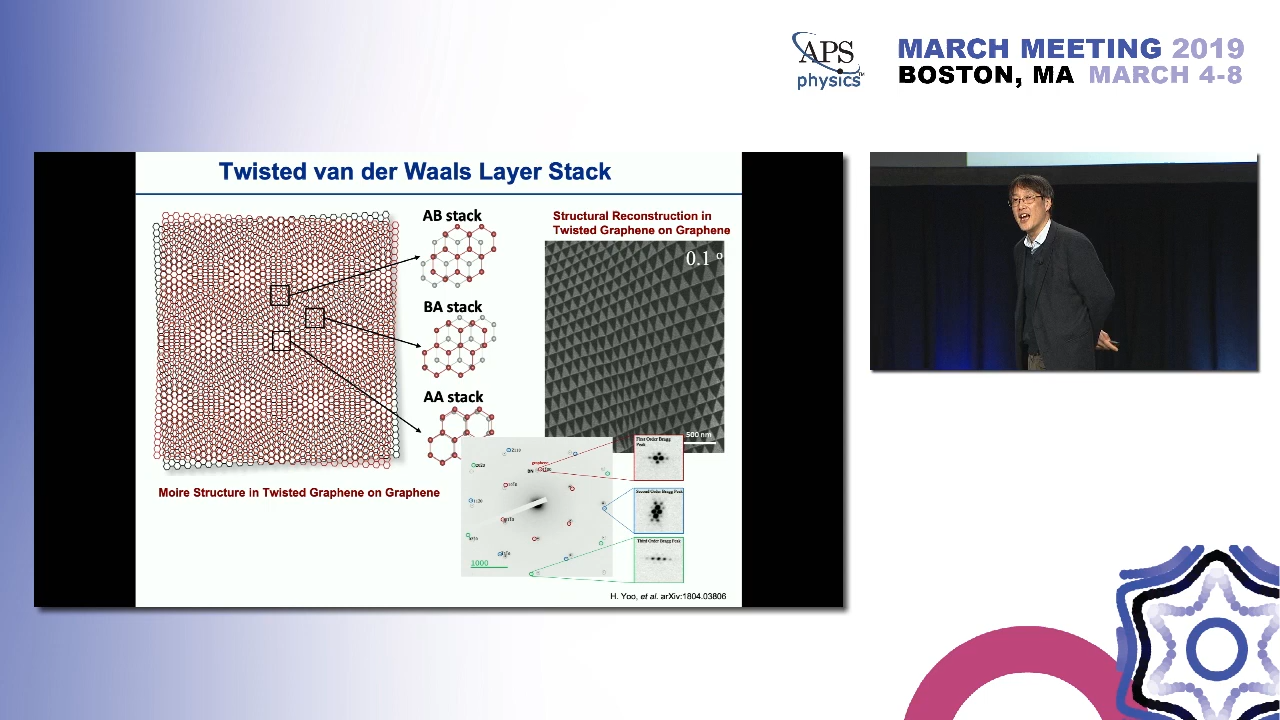 APS
physics™
MARCH MEETING 2019
BOSTON, MA MARCH 4-8
Twisted van der Waals Layer Stack
AB stack
BA stack
AA stack
Structural Reconstruction in
Twisted Graphene on Graphene
0.1 °
500 nm
First Order Bragg
Peak
Second Order Bragg Peak
Third Order Bragg Peak
graphene
BN
1000
Moire Structure in Twisted Graphene on Graphene
H. Yoo, et al. arXiv:1804.03806